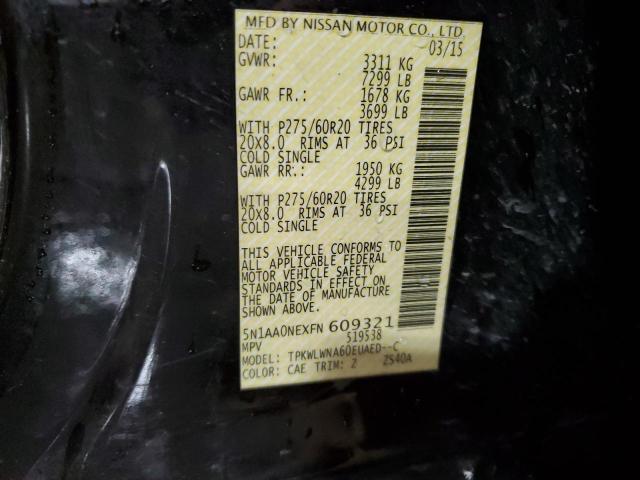 MFD BY NISSAN MOTOR CO., LTD.
DATE: 03/15
GVWR: 3311 KG
7299 LB
GAWR FR.: 1678 KG
3699 LB
WITH P275/60R20 TIRES
20X8.0 RIMS AT 36 PSI
COLD SINGLE
GAWR RR.: 1950 KG
4299 LB
WITH P275/60R20 TIRES
20X8.0 RIMS AT 36 PSI
COLD SINGLE
THIS VEHICLE CONFORMS TO
ALL APPLICABLE FEDERAL
MOTOR VEHICLE SAFETY
STANDARDS IN EFFECT ON
THE DATE OF MANUFACTURE
SHOWN ABOVE.
5N1AA0NEXFN 609321
MPV 519538
MODEL: TPKWLWNA60EUAED--C
COLOR: CAE TRIM: 2 ZS40A